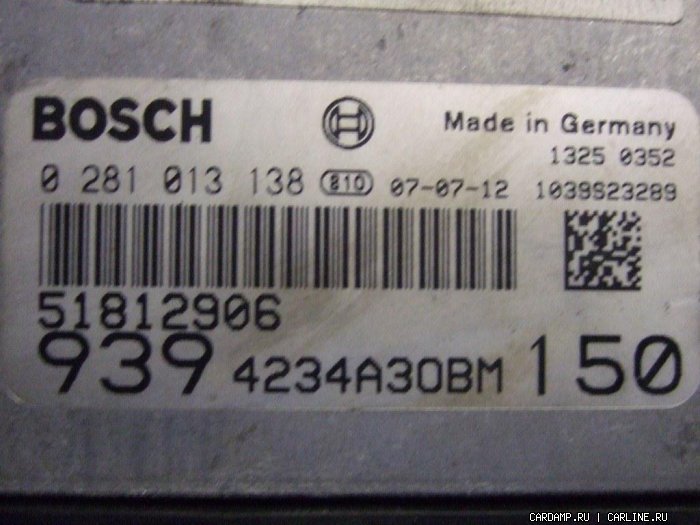 BOSCH
Made in Germany
1325 0352
0 281 013 138 810 07-07-12 1039S23289
51812906
939 4234A30BM 150
CARDAMP.RU | CARLINE.RU